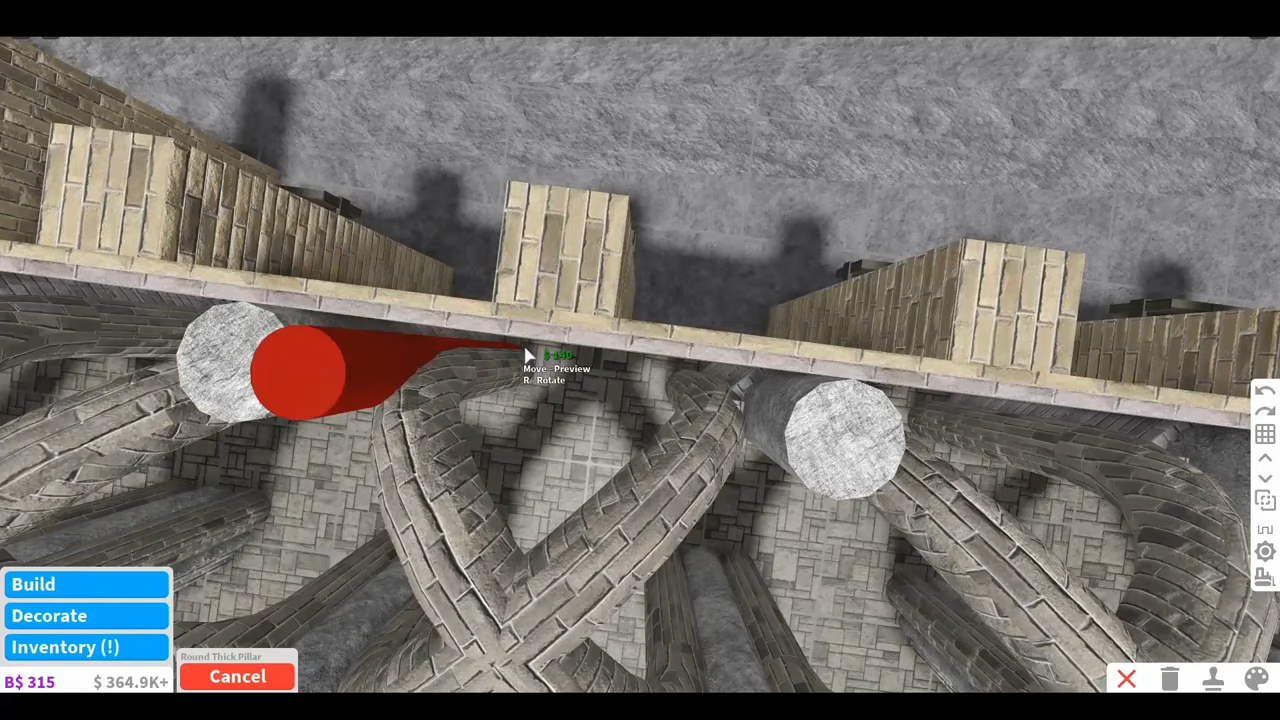 $ 140
Move - Preview
R - Rotate
Build
Decorate
Inventory (!)
B$ 315
$ 364.9K+
Round Thick Pillar
Cancel